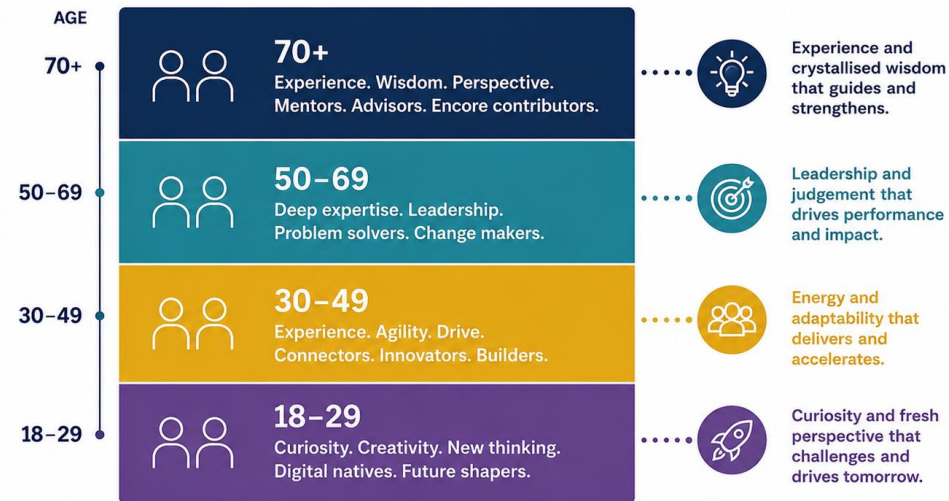 AGE
70+
70+
Experience. Wisdom. Perspective.
Mentors. Advisors. Encore contributors.
Experience and
crystallised wisdom
that guides and
strengthens.
50–69
50–69
Deep expertise. Leadership.
Problem solvers. Change makers.
Leadership and
judgement that
drives performance
and impact.
30–49
30–49
Experience. Agility. Drive.
Connectors. Innovators. Builders.
Energy and
adaptability that
delivers and
accelerates.
18–29
18–29
Curiosity. Creativity. New thinking.
Digital natives. Future shapers.
Curiosity and fresh
perspective that
challenges and
drives tomorrow.